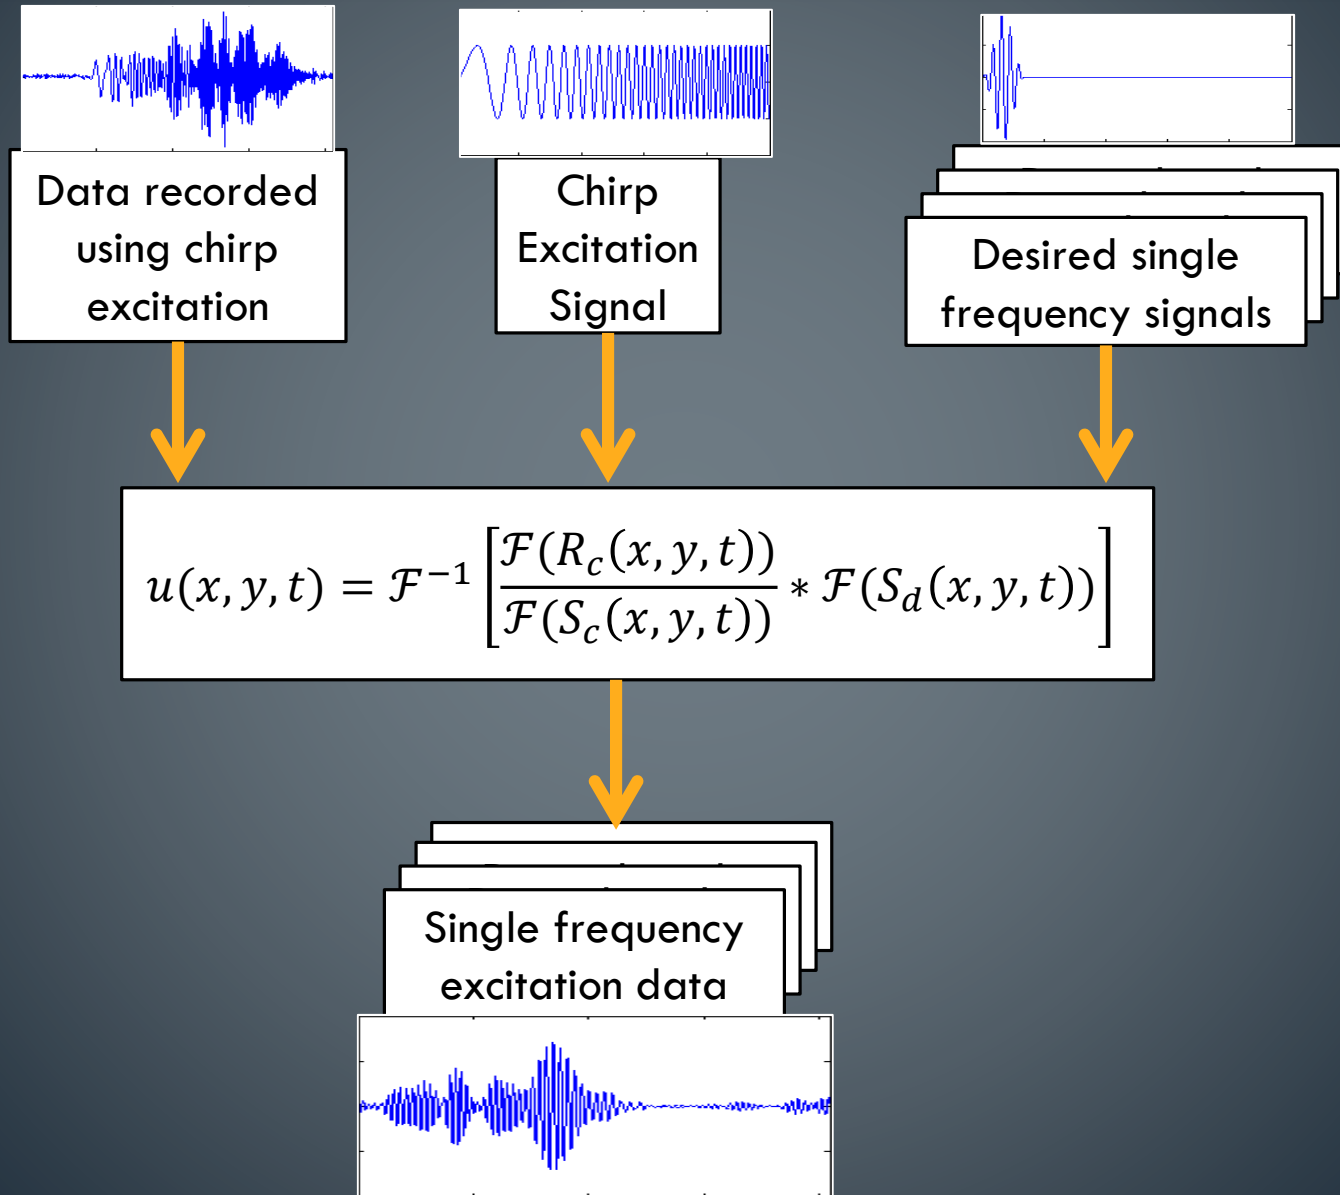 Data recorded
using chirp
excitation
Chirp
Excitation
Signal
Desired single
frequency signals
u(x, y, t) = ℱ⁻¹ [ℱ(R_c(x, y, t)) / ℱ(S_c(x, y, t)) * ℱ(S_d(x, y, t))]
Single frequency
excitation data